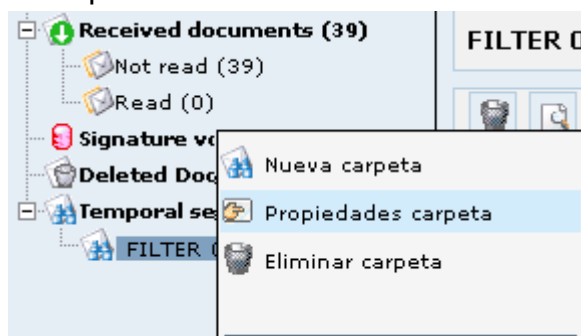 Received documents (39)
FILTER
Not read (39)
Read (0)
Signature
Deleted
Temporal
FILTER
Nueva carpeta
Propiedades carpeta
Eliminar carpeta